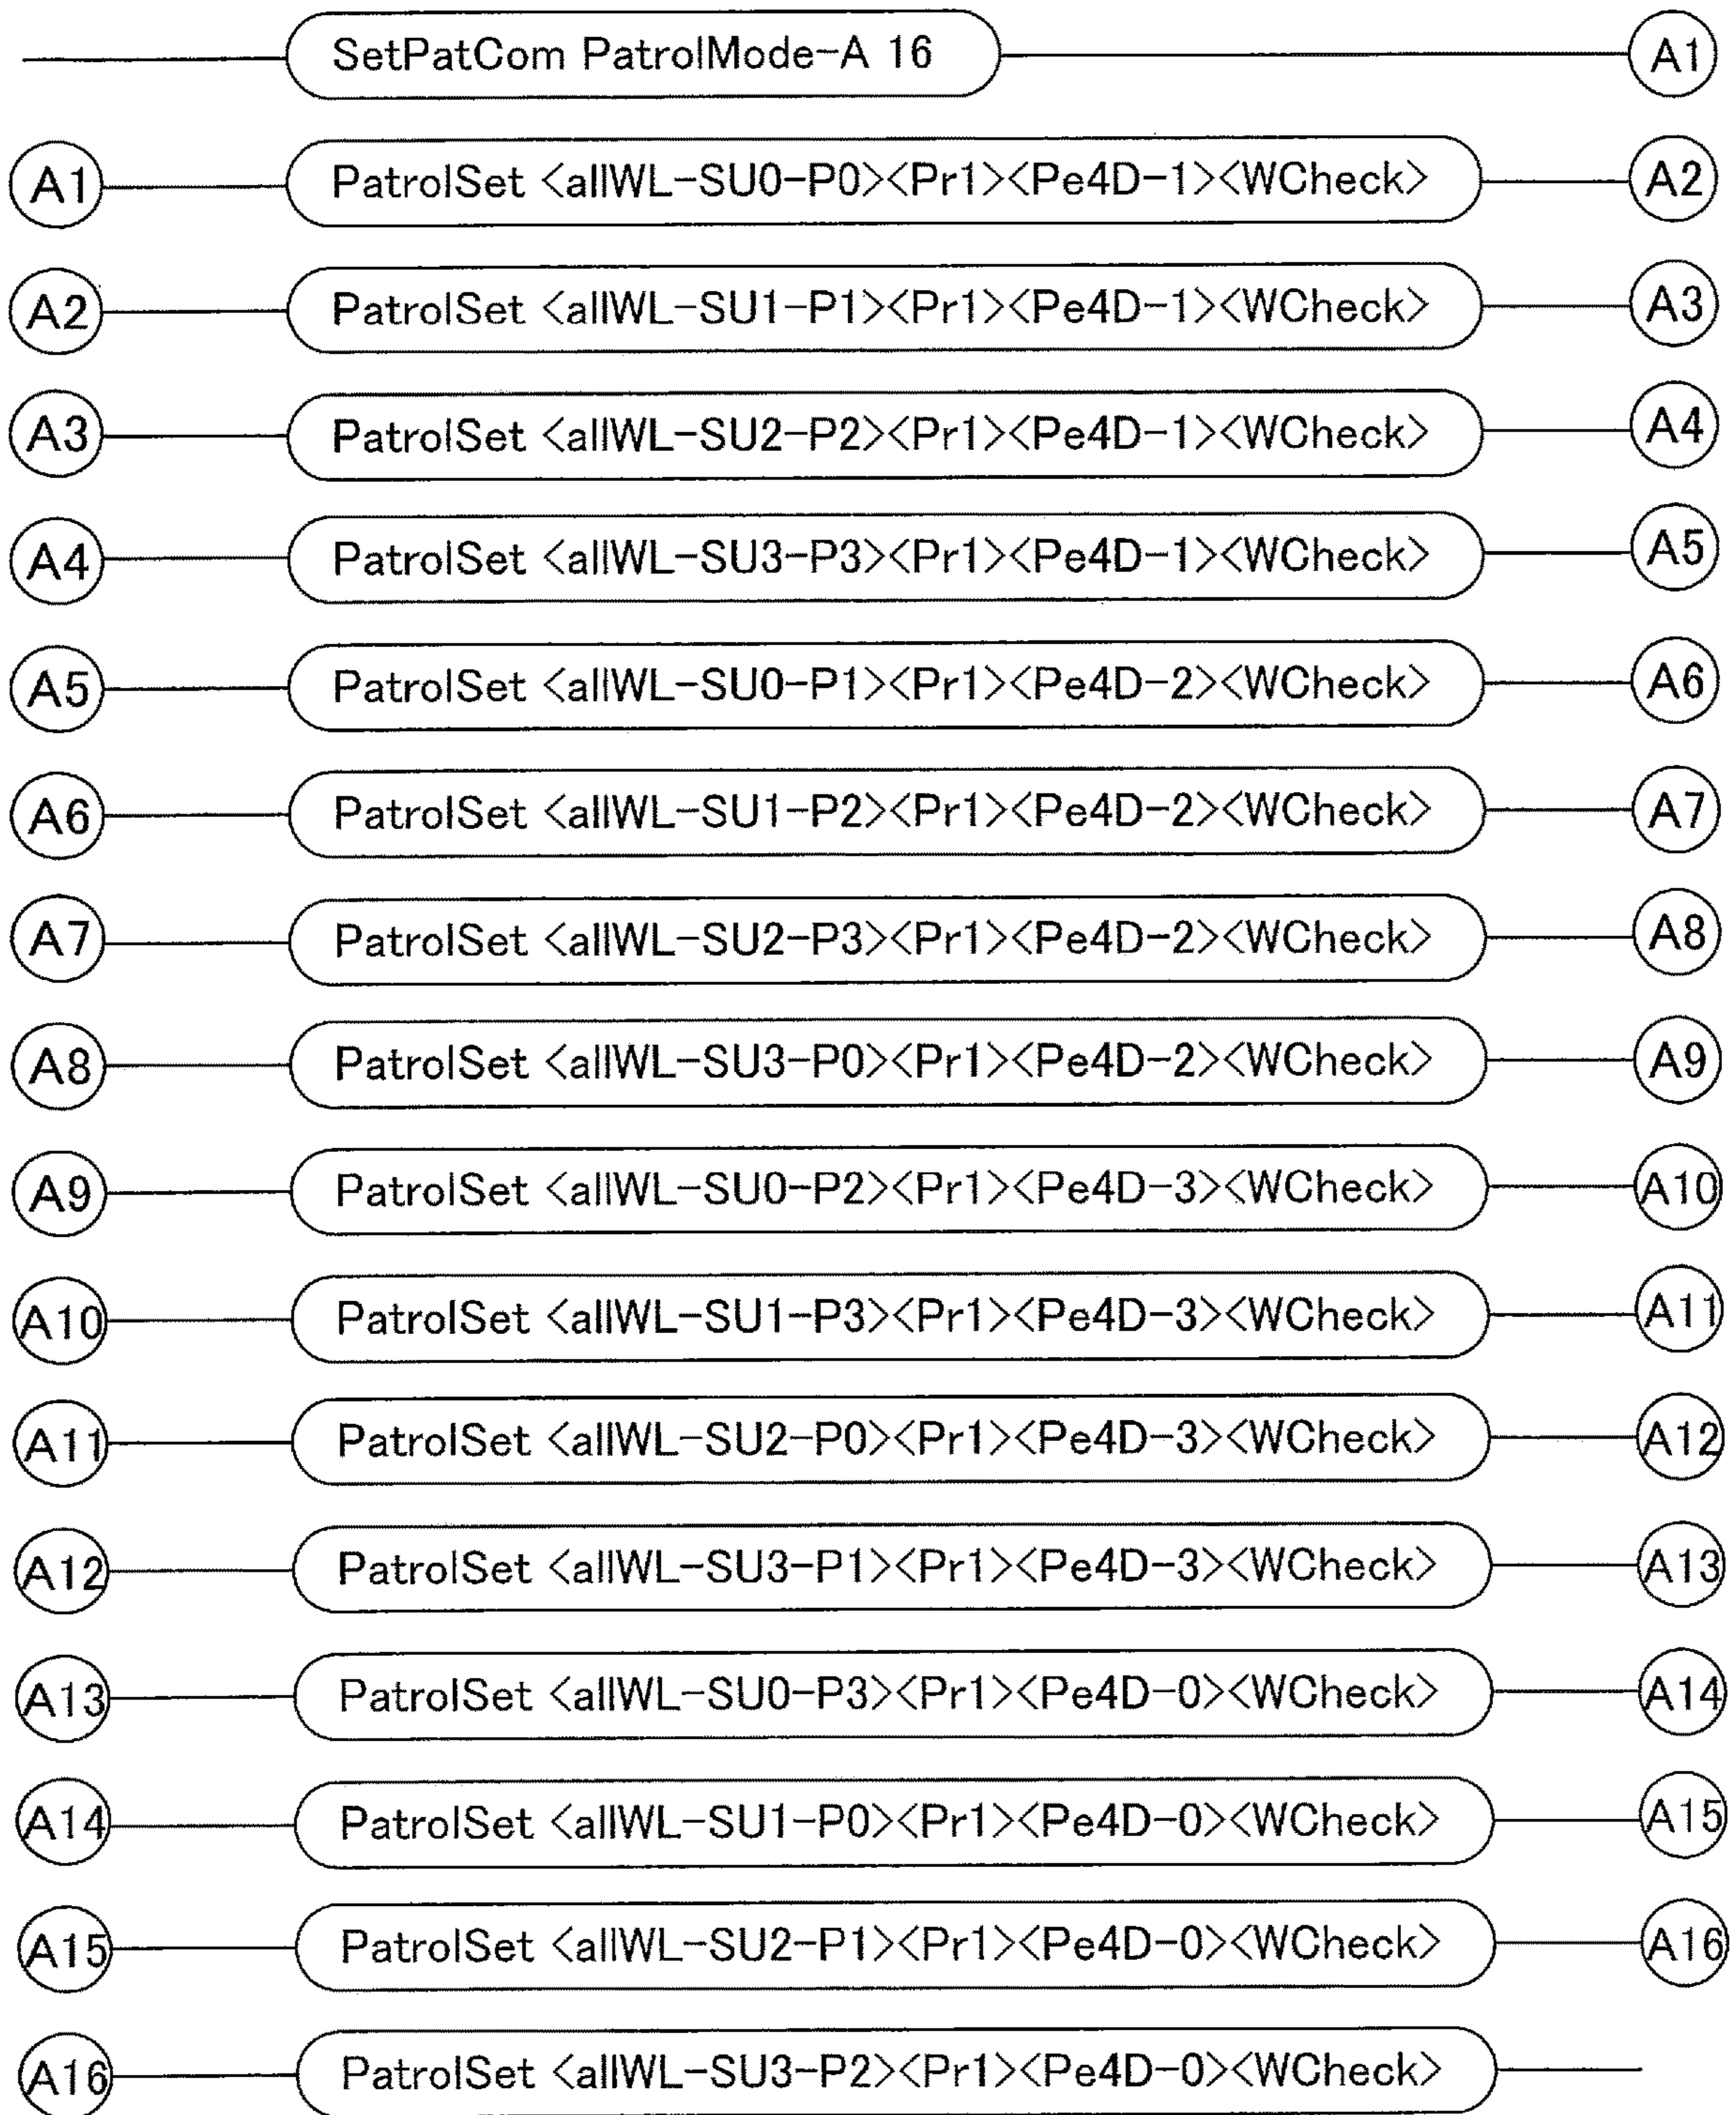 SetPatCom PatrolMode-A 16 A1
A1 PatrolSet <allWL-SU0-P0><Pr1><Pe4D-1><WCheck> A2
A2 PatrolSet <allWL-SU1-P1><Pr1><Pe4D-1><WCheck> A3
A3 PatrolSet <allWL-SU2-P2><Pr1><Pe4D-1><WCheck> A4
A4 PatrolSet <allWL-SU3-P3><Pr1><Pe4D-1><WCheck> A5
A5 PatrolSet <allWL-SU0-P1><Pr1><Pe4D-2><WCheck> A6
A6 PatrolSet <allWL-SU1-P2><Pr1><Pe4D-2><WCheck> A7
A7 PatrolSet <allWL-SU2-P3><Pr1><Pe4D-2><WCheck> A8
A8 PatrolSet <allWL-SU3-P0><Pr1><Pe4D-2><WCheck> A9
A9 PatrolSet <allWL-SU0-P2><Pr1><Pe4D-3><WCheck> A10
A10 PatrolSet <allWL-SU1-P3><Pr1><Pe4D-3><WCheck> A11
A11 PatrolSet <allWL-SU2-P0><Pr1><Pe4D-3><WCheck> A12
A12 PatrolSet <allWL-SU3-P1><Pr1><Pe4D-3><WCheck> A13
A13 PatrolSet <allWL-SU0-P3><Pr1><Pe4D-0><WCheck> A14
A14 PatrolSet <allWL-SU1-P0><Pr1><Pe4D-0><WCheck> A15
A15 PatrolSet <allWL-SU2-P1><Pr1><Pe4D-0><WCheck> A16
A16 PatrolSet <allWL-SU3-P2><Pr1><Pe4D-0><WCheck>